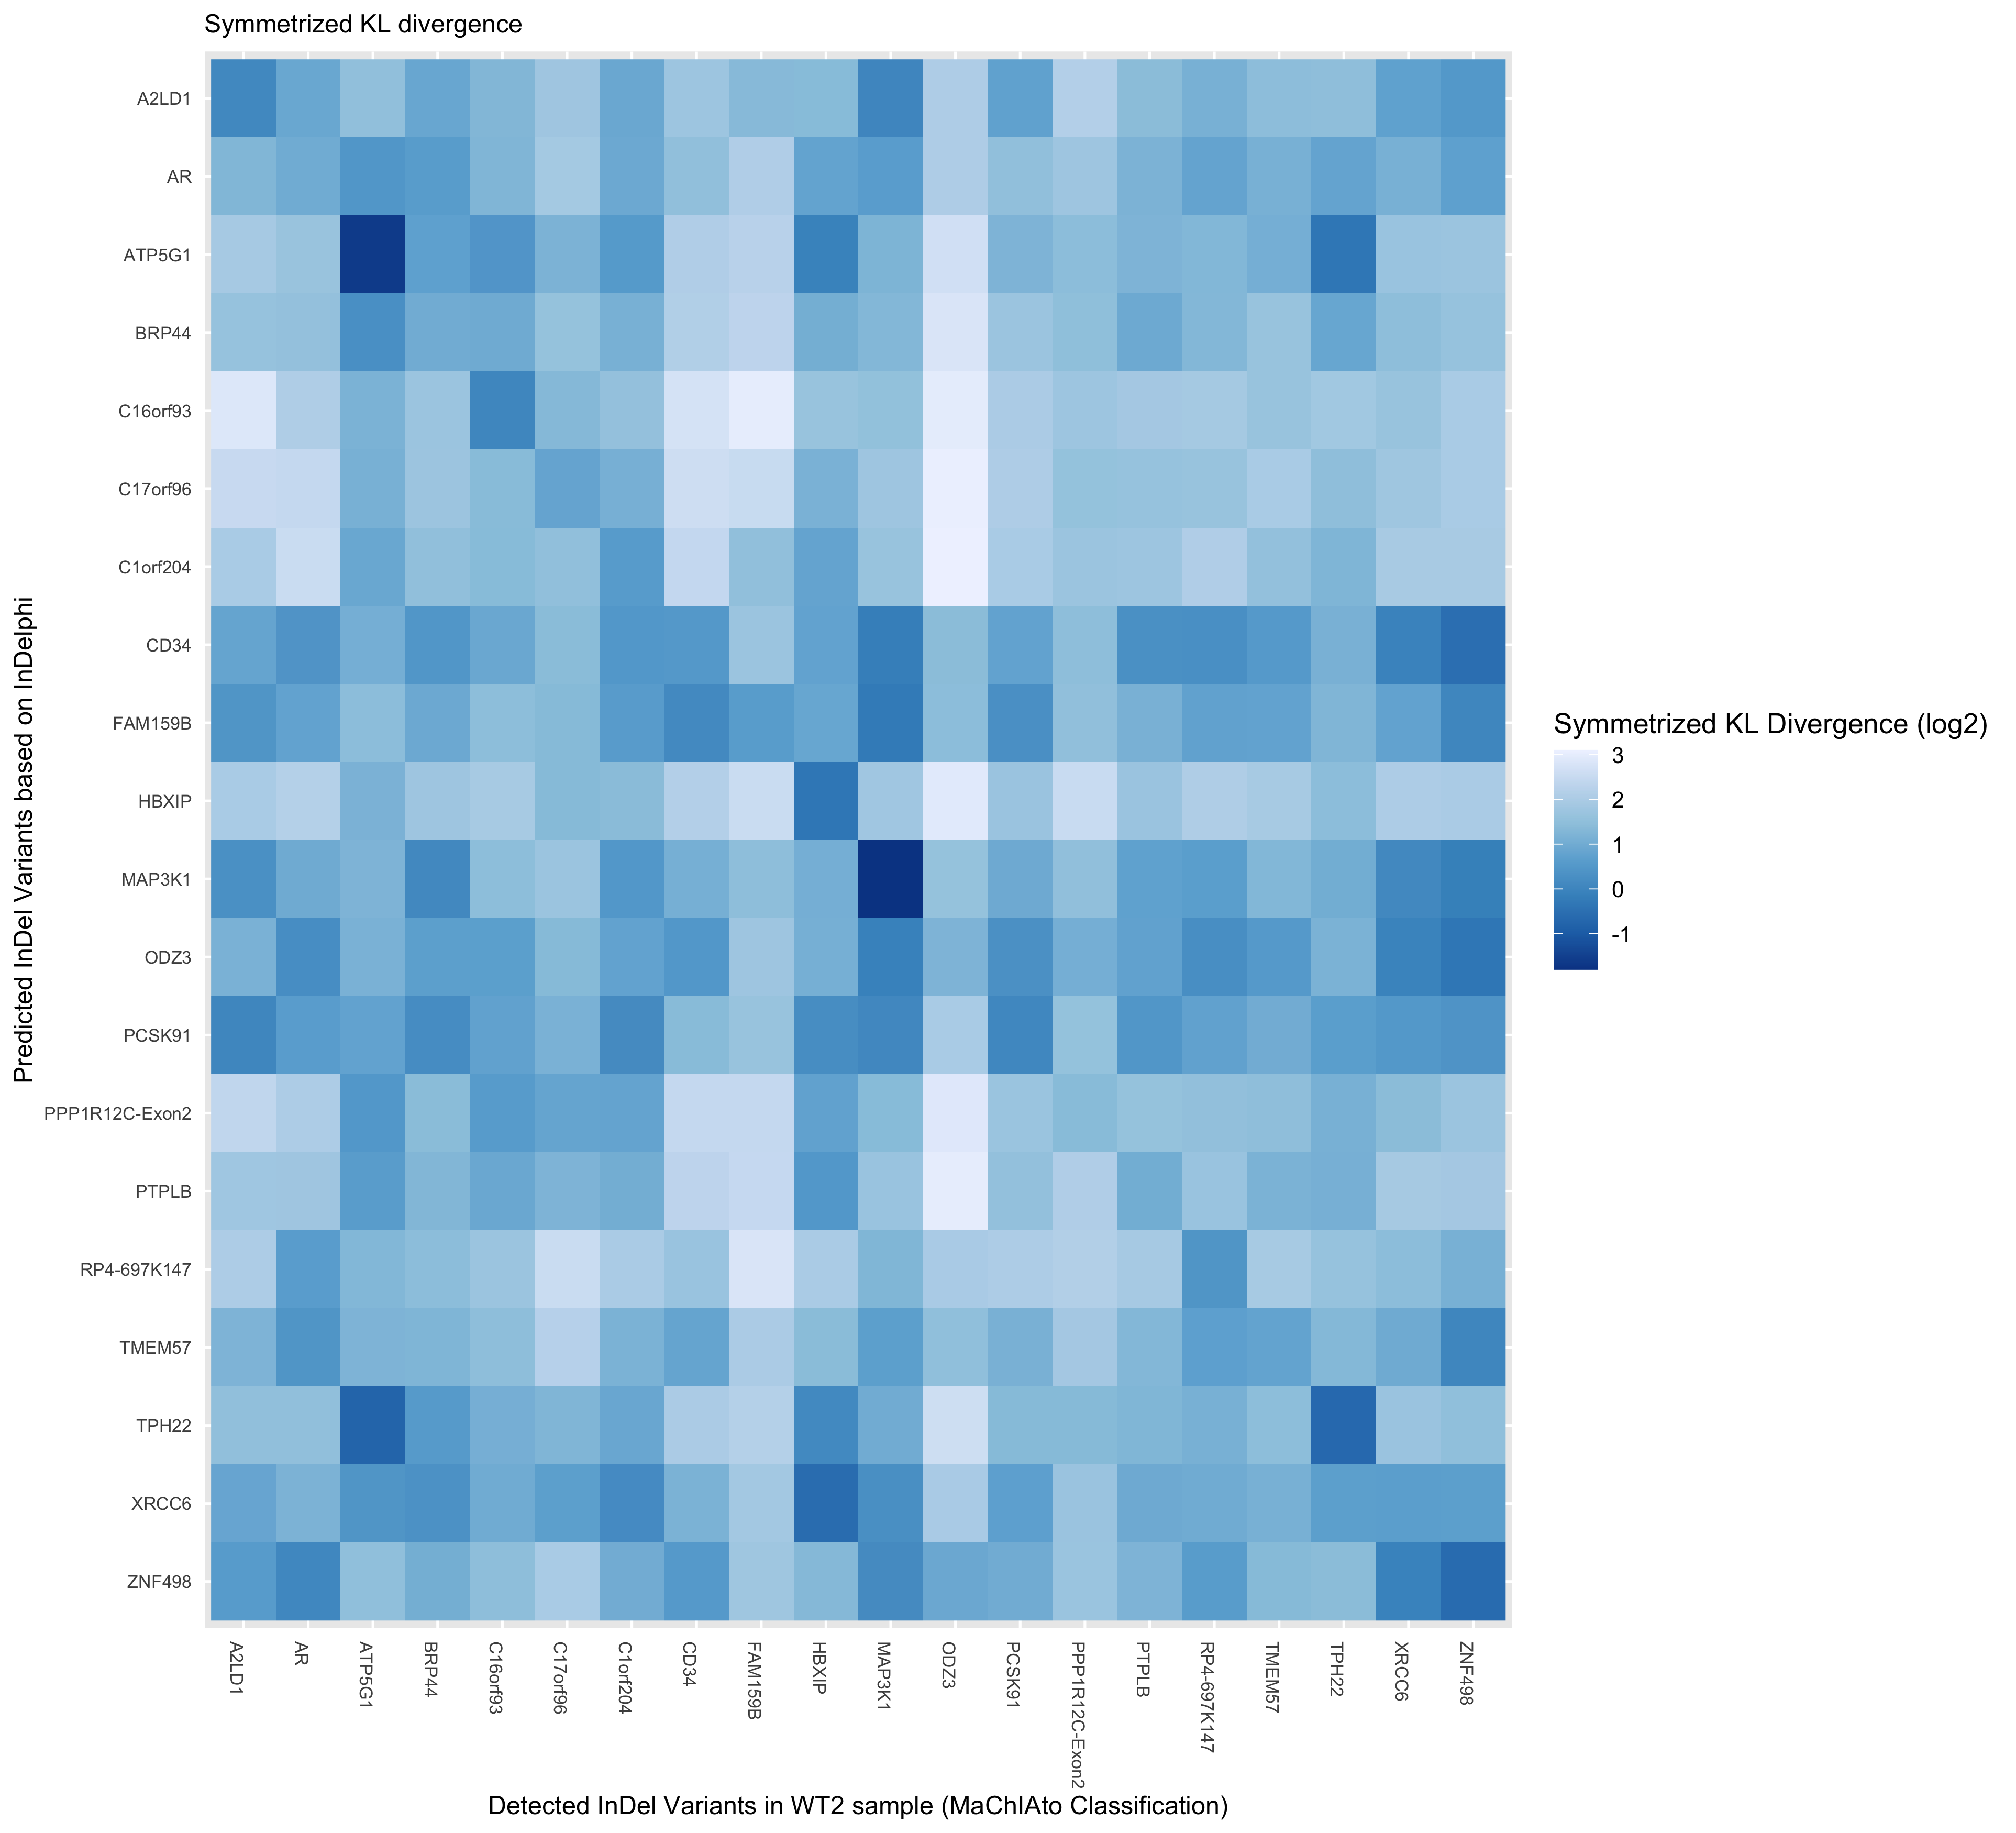 Symmetrized KL divergence
Predicted InDel Variants based on InDelphi
A2LD1
AR
ATP5G1
BRP44
C16orf93
C17orf96
C1orf204
CD34
FAM159B
HBXIP
MAP3K1
ODZ3
PCSK91
PPP1R12C-Exon2
PTPLB
RP4-697K147
TMEM57
TPH22
XRCC6
ZNF498
A2LD1
AR
ATP5G1
BRP44
C16orf93
C17orf96
C1orf204
CD34
FAM159B
HBXIP
MAP3K1
ODZ3
PCSK91
PPP1R12C-Exon2
PTPLB
RP4-697K147
TMEM57
TPH22
XRCC6
ZNF498
Detected InDel Variants in WT2 sample (MaChIAto Classification)
Symmetrized KL Divergence (log2)
3
2
1
0
-1